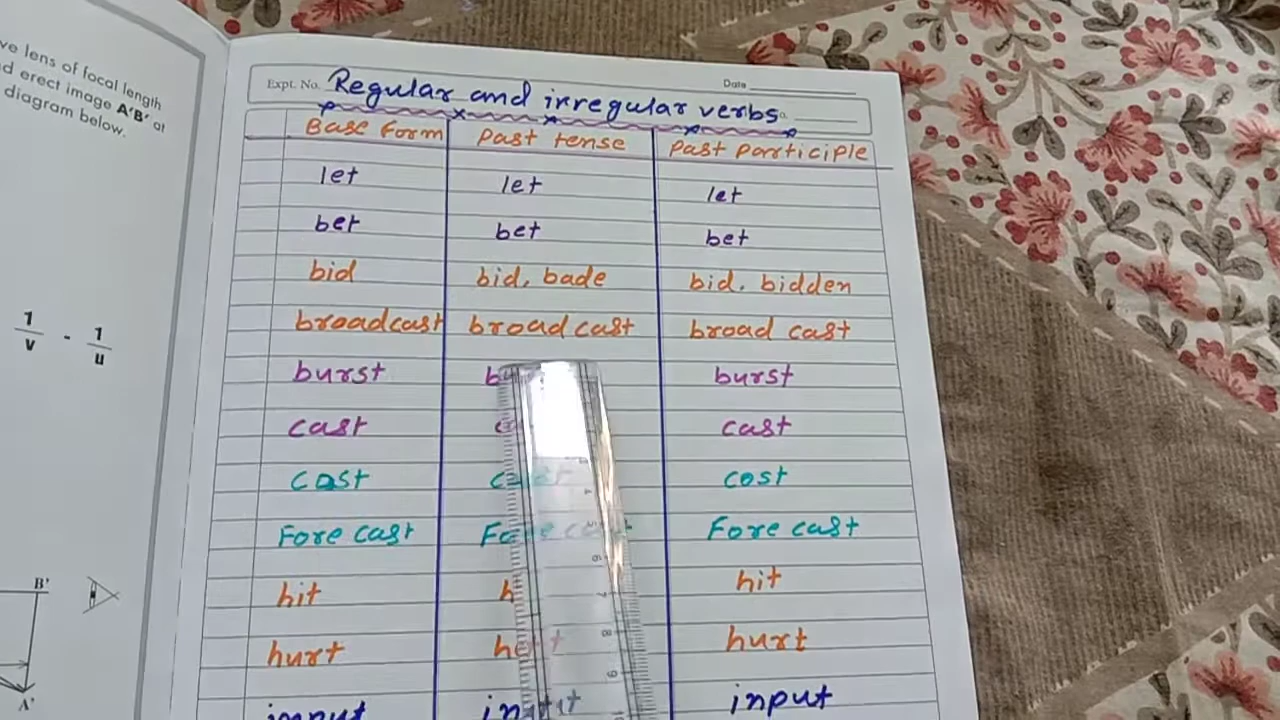 ve lens of focal length
d erect image A'B' at
diagram below.
1/v - 1/u
B'
A'
Expt. No. Regular and irregular verbs
Date
Base form Past tense Past participle
let let let
bet bet bet
bid bid, bade bid, bidden
broadcast broad cast broad cast
burst burst
cast cast
cost cost
Fore cast Fore cast Fore cast
hit hit
hurt hurt
input input input